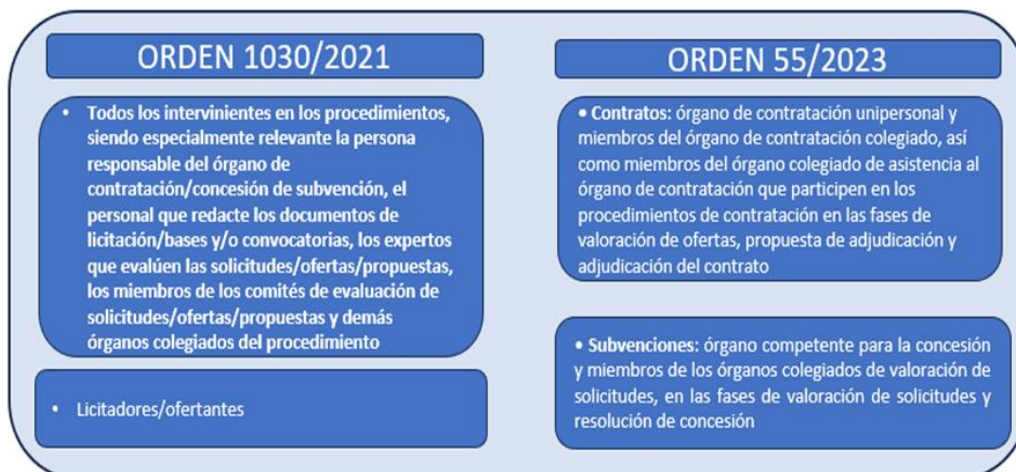 ORDEN 1030/2021
• Todos los intervinientes en los procedimientos,
siendo especialmente relevante la persona
responsable del órgano de
contratación/concesión de subvención, el
personal que redacte los documentos de
licitación/bases y/o convocatorias, los expertos
que evalúen las solicitudes/ofertas/propuestas,
los miembros de los comités de evaluación de
solicitudes/ofertas/propuestas y demás
órganos colegiados del procedimiento
• Licitadores/ofertantes
ORDEN 55/2023
• Contratos: órgano de contratación unipersonal y
miembros del órgano de contratación colegiado, así
como miembros del órgano colegiado de asistencia al
órgano de contratación que participen en los
procedimientos de contratación en las fases de
valoración de ofertas, propuesta de adjudicación y
adjudicación del contrato
• Subvenciones: órgano competente para la concesión
y miembros de los órganos colegiados de valoración de
solicitudes, en las fases de valoración de solicitudes y
resolución de concesión